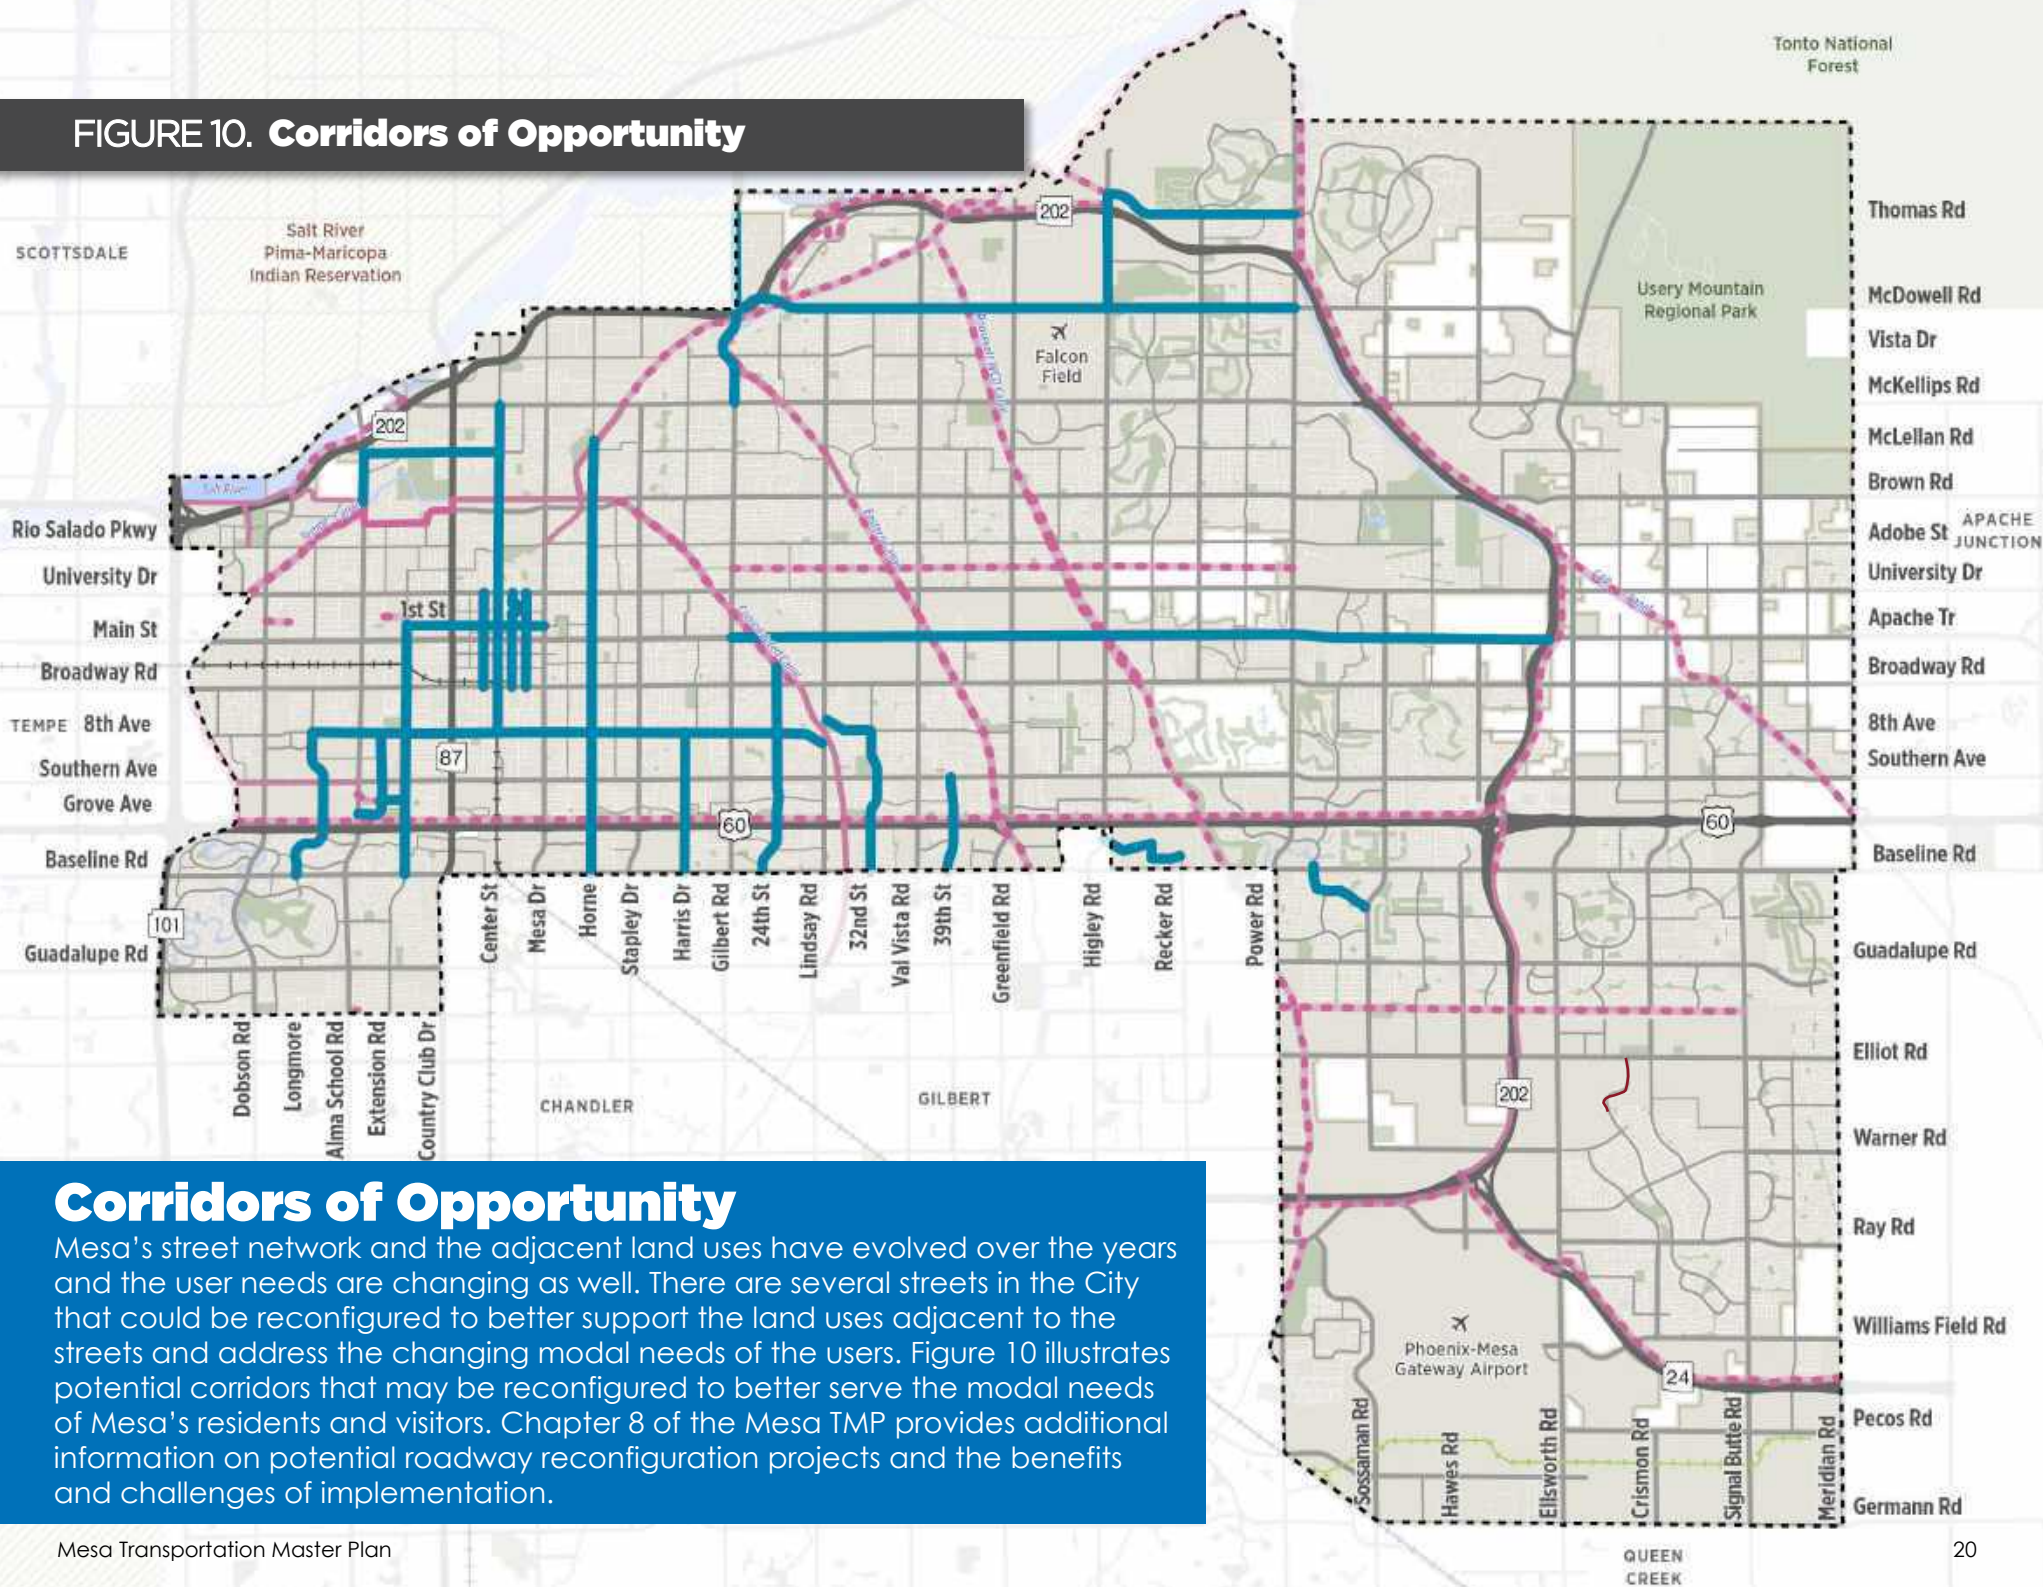 Tonto National
Forest
FIGURE 10. Corridors of Opportunity
202
Thomas Rd
SCOTTSDALE
Salt River
Pima-Maricopa
Indian Reservation
Usery Mountain
Regional Park
McDowell Rd
Falcon
Field
Vista Dr
McKellips Rd
202
McLellan Rd
Salt River
Brown Rd
Rio Salado Pkwy
Adobe St
APACHE
JUNCTION
University Dr
University Dr
1st St
Main St
Apache Tr
Broadway Rd
Broadway Rd
TEMPE
8th Ave
8th Ave
87
Southern Ave
Southern Ave
Grove Ave
60
60
Baseline Rd
Baseline Rd
101
Guadalupe Rd
Guadalupe Rd
Center St
Mesa Dr
Horne
Stapley Dr
Harris Dr
Gilbert Rd
24th St
Lindsay Rd
32nd St
Val Vista Rd
39th St
Greenfield Rd
Higley Rd
Recker Rd
Power Rd
Dobson Rd
Longmore
Alma School Rd
Extension Rd
Country Club Dr
Elliot Rd
CHANDLER
GILBERT
202
Warner Rd
Ray Rd
Corridors of Opportunity
Mesa's street network and the adjacent land uses have evolved over the years
and the user needs are changing as well. There are several streets in the City
that could be reconfigured to better support the land uses adjacent to the
streets and address the changing modal needs of the users. Figure 10 illustrates
potential corridors that may be reconfigured to better serve the modal needs
of Mesa's residents and visitors. Chapter 8 of the Mesa TMP provides additional
information on potential roadway reconfiguration projects and the benefits
and challenges of implementation.
Williams Field Rd
Phoenix-Mesa
Gateway Airport
24
Pecos Rd
Sossaman Rd
Hawes Rd
Ellsworth Rd
Crismon Rd
Signal Butte Rd
Meridian Rd
Germann Rd
Mesa Transportation Master Plan
20
QUEEN
CREEK